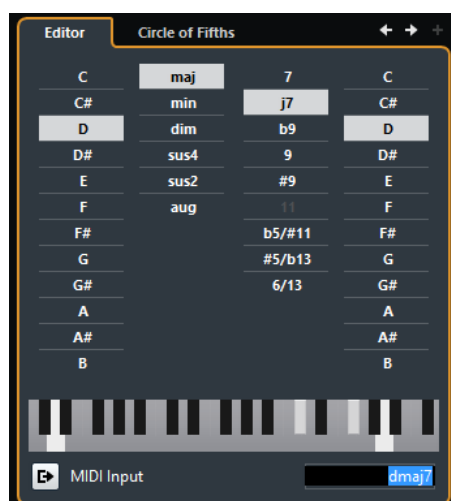 Editor Circle of Fifths
C maj 7 C
C# min j7 C#
D dim b9 D
D# sus4 9 D#
E sus2 #9 E
F aug 11 F
F# b5/#11 F#
G #5/b13 G
G# 6/13 G#
A A
A# A#
B B
MIDI Input dmaj7